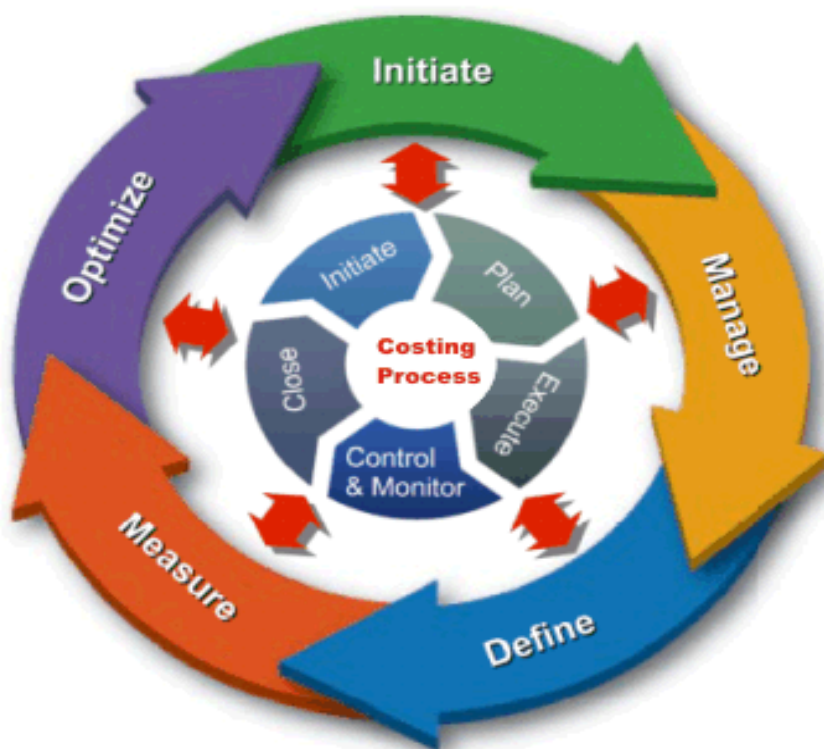 Initiate
Manage
Define
Measure
Optimize
Initiate
Plan
Execute
Control
& Monitor
Close
Costing
Process